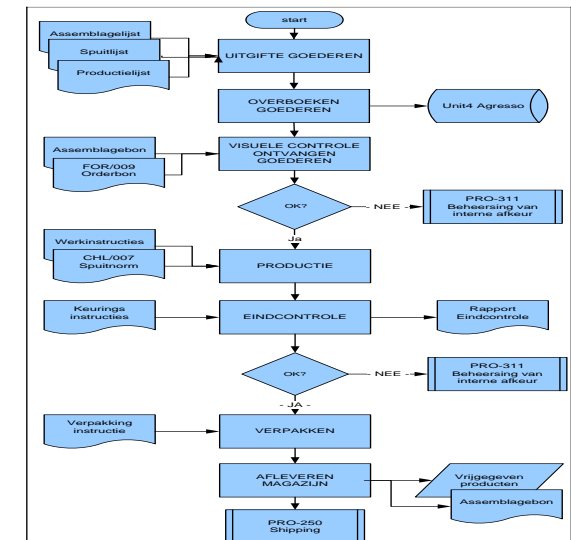 start
Assemblagelijst
Spuitlijst
Productielijst
UITGIFTE GOEDEREN
OVERBOEKEN
GOEDEREN
Unit4 Agresso
Assemblagebon
FOR/009
Orderbon
VISUELE CONTROLE
ONTVANGEN
GOEDEREN
OK?
- NEE -
PRO-311
Beheersing van
interne afkeur
Ja
Werkinstructies
CHL/007
Spuitnorm
PRODUCTIE
Keurings
instructies
EINDCONTROLE
Rapport
Eindcontrole
OK?
- NEE -
PRO-311
Beheersing van
interne afkeur
- JA -
Verpakking
instructie
VERPAKKEN
AFLEVEREN
MAGAZIJN
Vrijgegeven
producten
Assemblagebon
PRO-250
Shipping